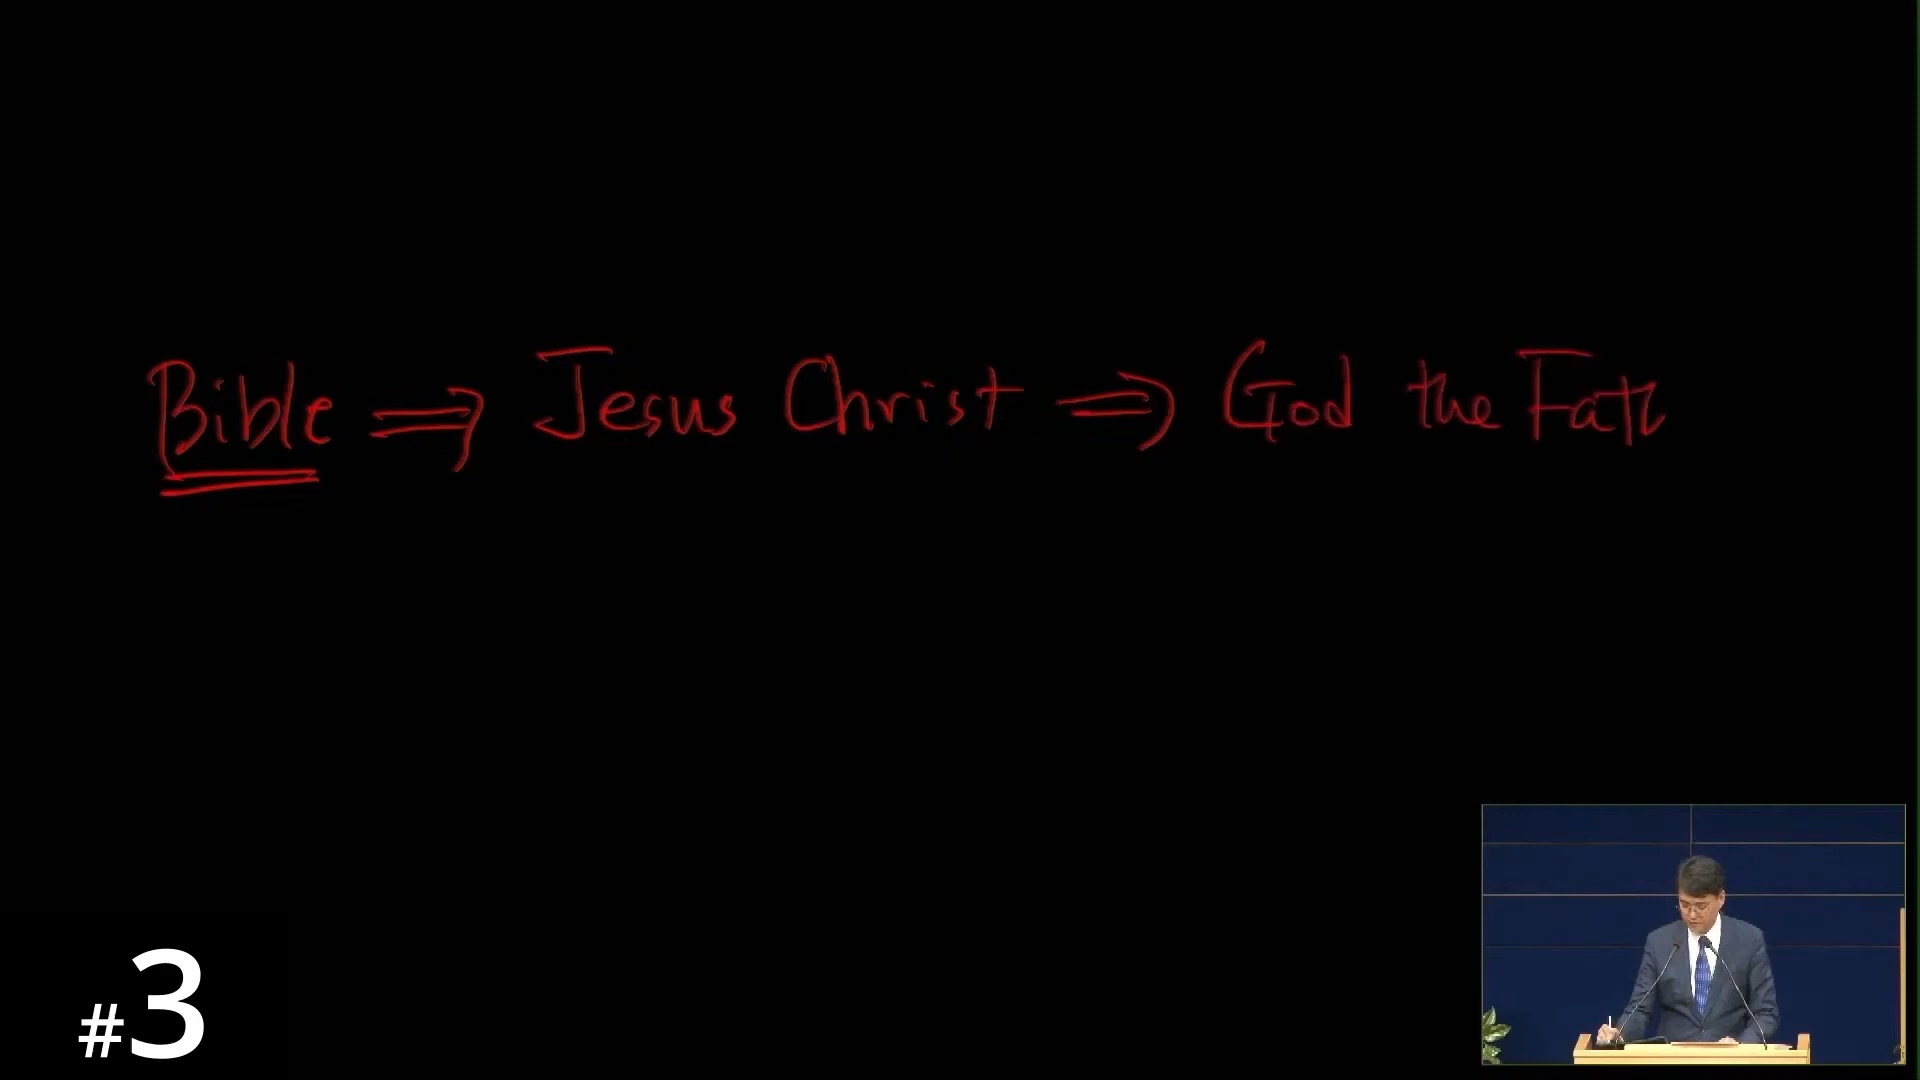 Bible ⇒ Jesus Christ ⇒ God the Fath
#3